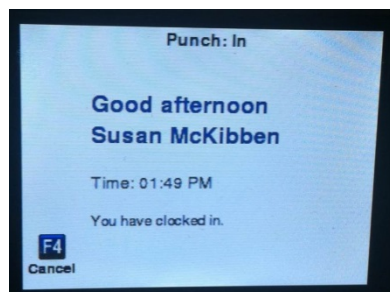 Punch: In
Good afternoon
Susan McKibben
Time: 01:49 PM
You have clocked in.
F4
Cancel